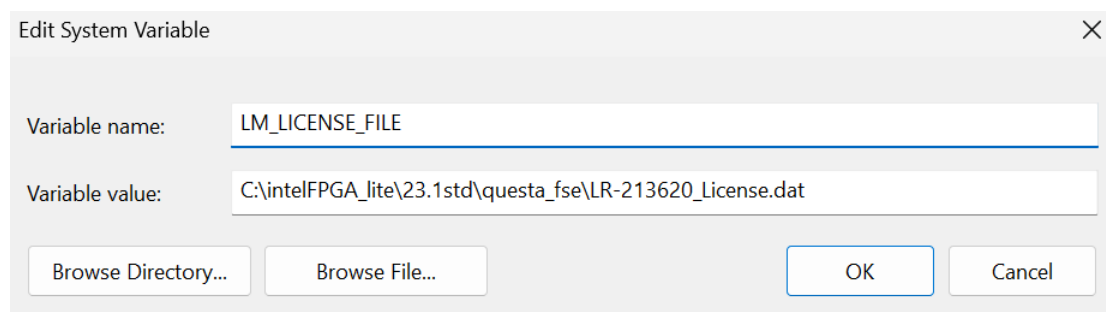 Edit System Variable
Variable name: LM_LICENSE_FILE
Variable value: C:\intelFPGA_lite\23.1std\questa_fse\LR-213620_License.dat
Browse Directory... Browse File... OK Cancel